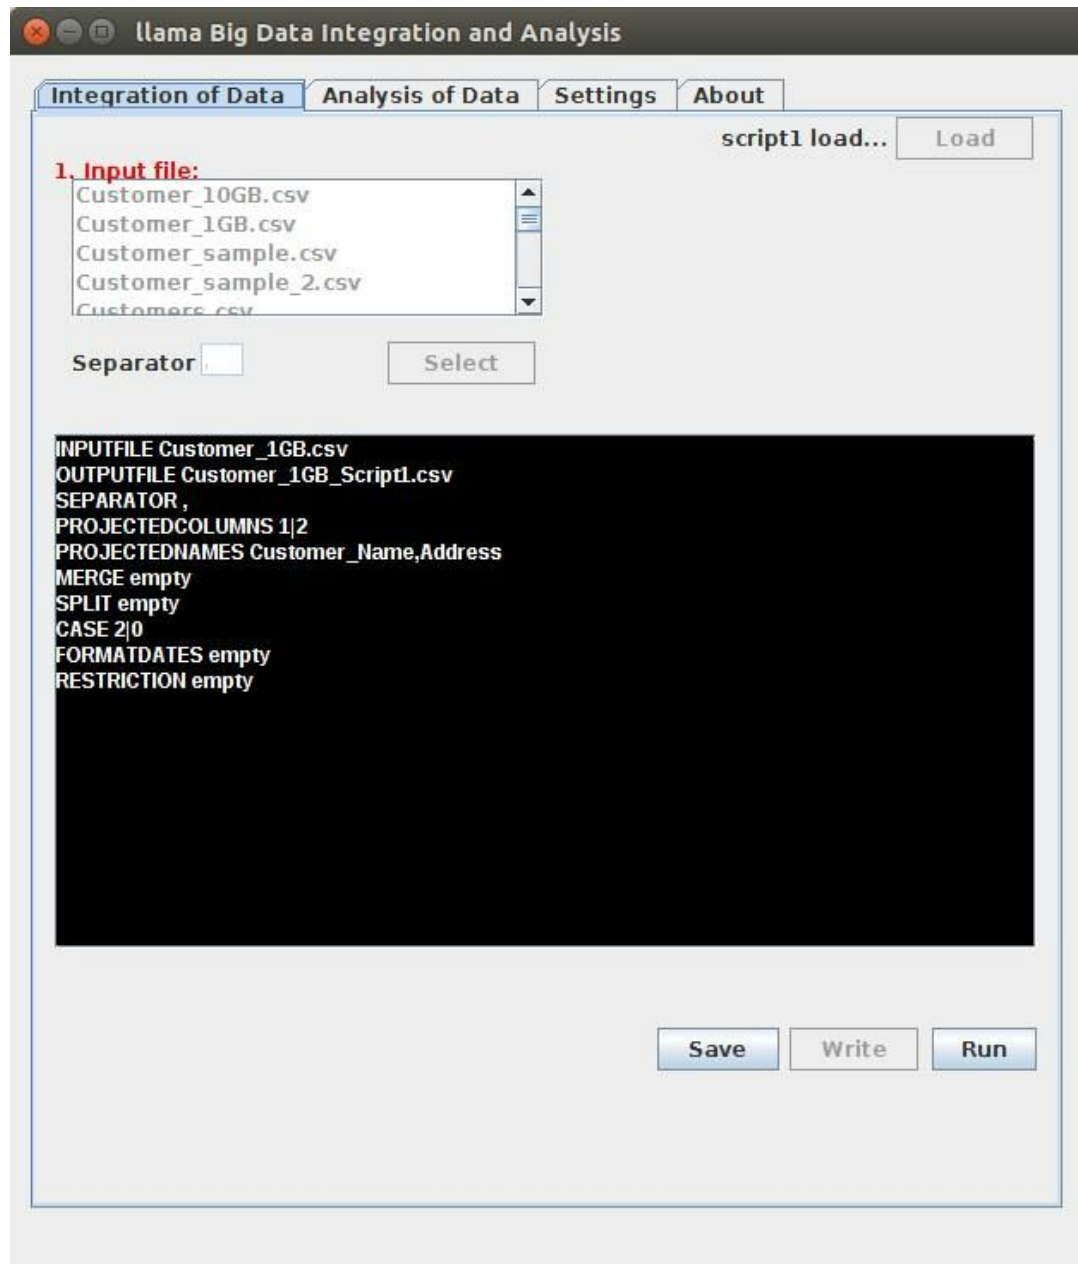 llama Big Data Integration and Analysis
Integration of Data Analysis of Data Settings About
script1 load... Load
1. Input file:
Customer_10GB.csv
Customer_1GB.csv
Customer_sample.csv
Customer_sample_2.csv
Customers.csv
Separator , Select
INPUTFILE Customer_1GB.csv
OUTPUTFILE Customer_1GB_Script1.csv
SEPARATOR ,
PROJECTEDCOLUMNS 1|2
PROJECTEDNAMES Customer_Name,Address
MERGE empty
SPLIT empty
CASE 2|0
FORMATDATES empty
RESTRICTION empty
Save Write Run